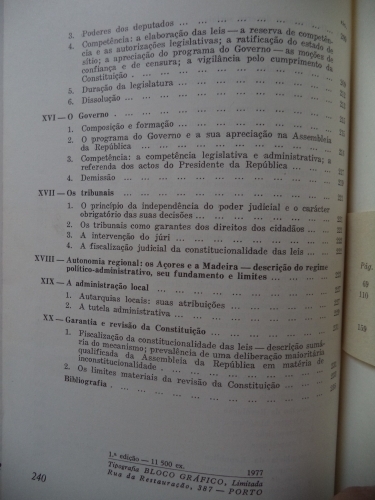 3. Poderes dos deputados
4. Competência: a elaboração das leis — a reserva de competên-
cia e as autorizações legislativas; a ratificação do estado de
sítio; a apreciação do programa do Governo — as moções de
confiança e de censura; a vigilância pelo cumprimento da
Constituição
5. Duração da legislatura
6. Dissolução
XVI — O Governo
1. Composição e formação
2. O programa do Governo e a sua apreciação na Assembleia
da República
3. Competência: a competência legislativa e administrativa; a
referenda dos actos do Presidente da República
4. Demissão
XVII — Os tribunais
1. O princípio da independência do poder judicial e o carácter
obrigatório das suas decisões
2. Os tribunais como garantes dos direitos dos cidadãos
3. A intervenção do júri
4. A fiscalização judicial da constitucionalidade das leis
XVIII — Autonomia regional: os Açores e a Madeira — descrição do regime
político-administrativo, seu fundamento e limites
XIX — A administração local
1. Autarquias locais: suas atribuições
2. A tutela administrativa
XX — Garantia e revisão da Constituição
1. Fiscalização da constitucionalidade das leis — descrição sumá-
ria do mecanismo; prevalência de uma deliberação maioritária
qualificada da Assembleia da República em matéria de
inconstitucionalidade
2. Os limites materiais da revisão da Constituição
Bibliografia
1.ª edição — 11 500 ex. 1977
Tipografia BLOCO GRÁFICO, Limitada
Rua da Restauração, 387 — PORTO
240
Pág.
69
110